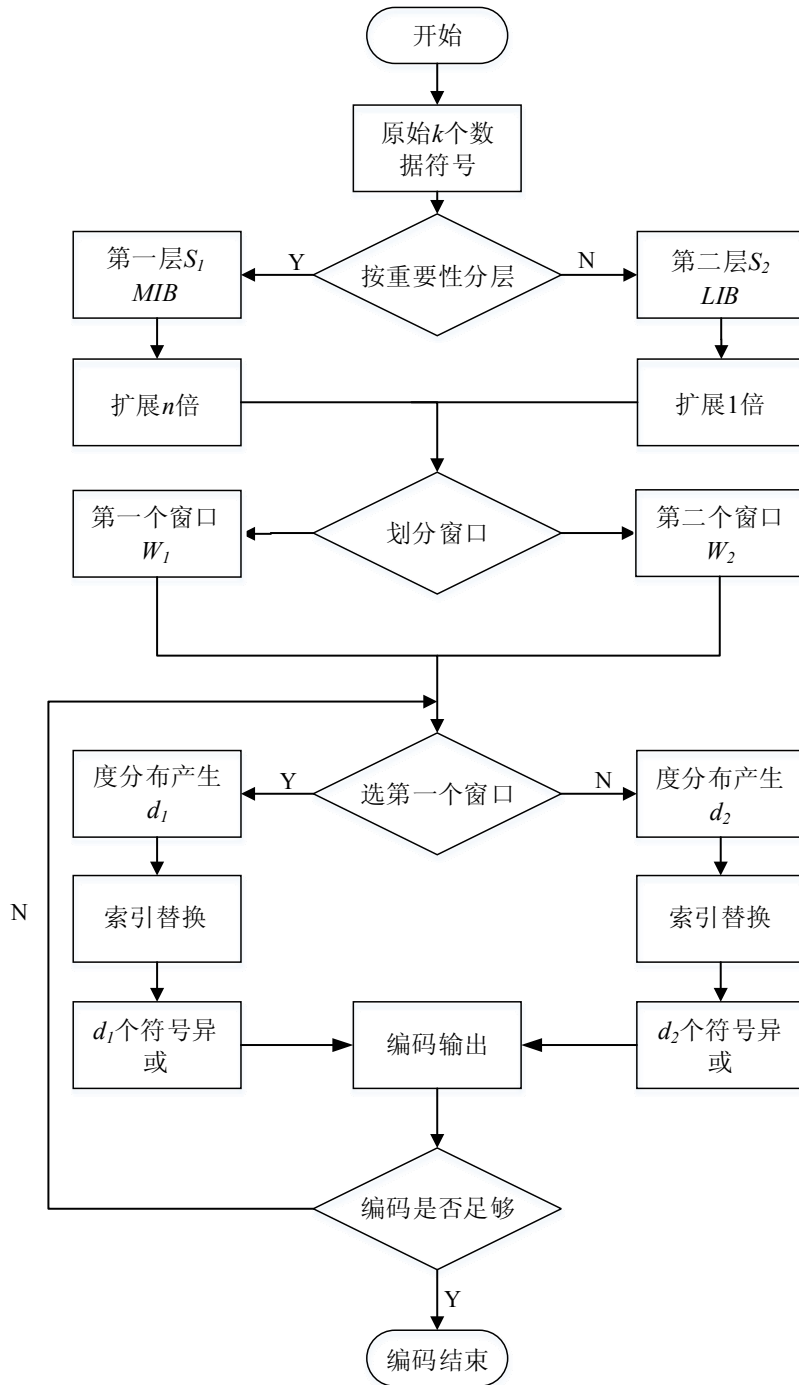 开始
原始k个数
据符号
第一层S1
MIB
Y
按重要性分层
N
第二层S2
LIB
扩展n倍
扩展1倍
第一个窗口
W1
划分窗口
第二个窗口
W2
度分布产生
d1
Y
选第一个窗口
N
度分布产生
d2
N
索引替换
索引替换
d1个符号异
或
编码输出
d2个符号异
或
编码是否足够
Y
编码结束